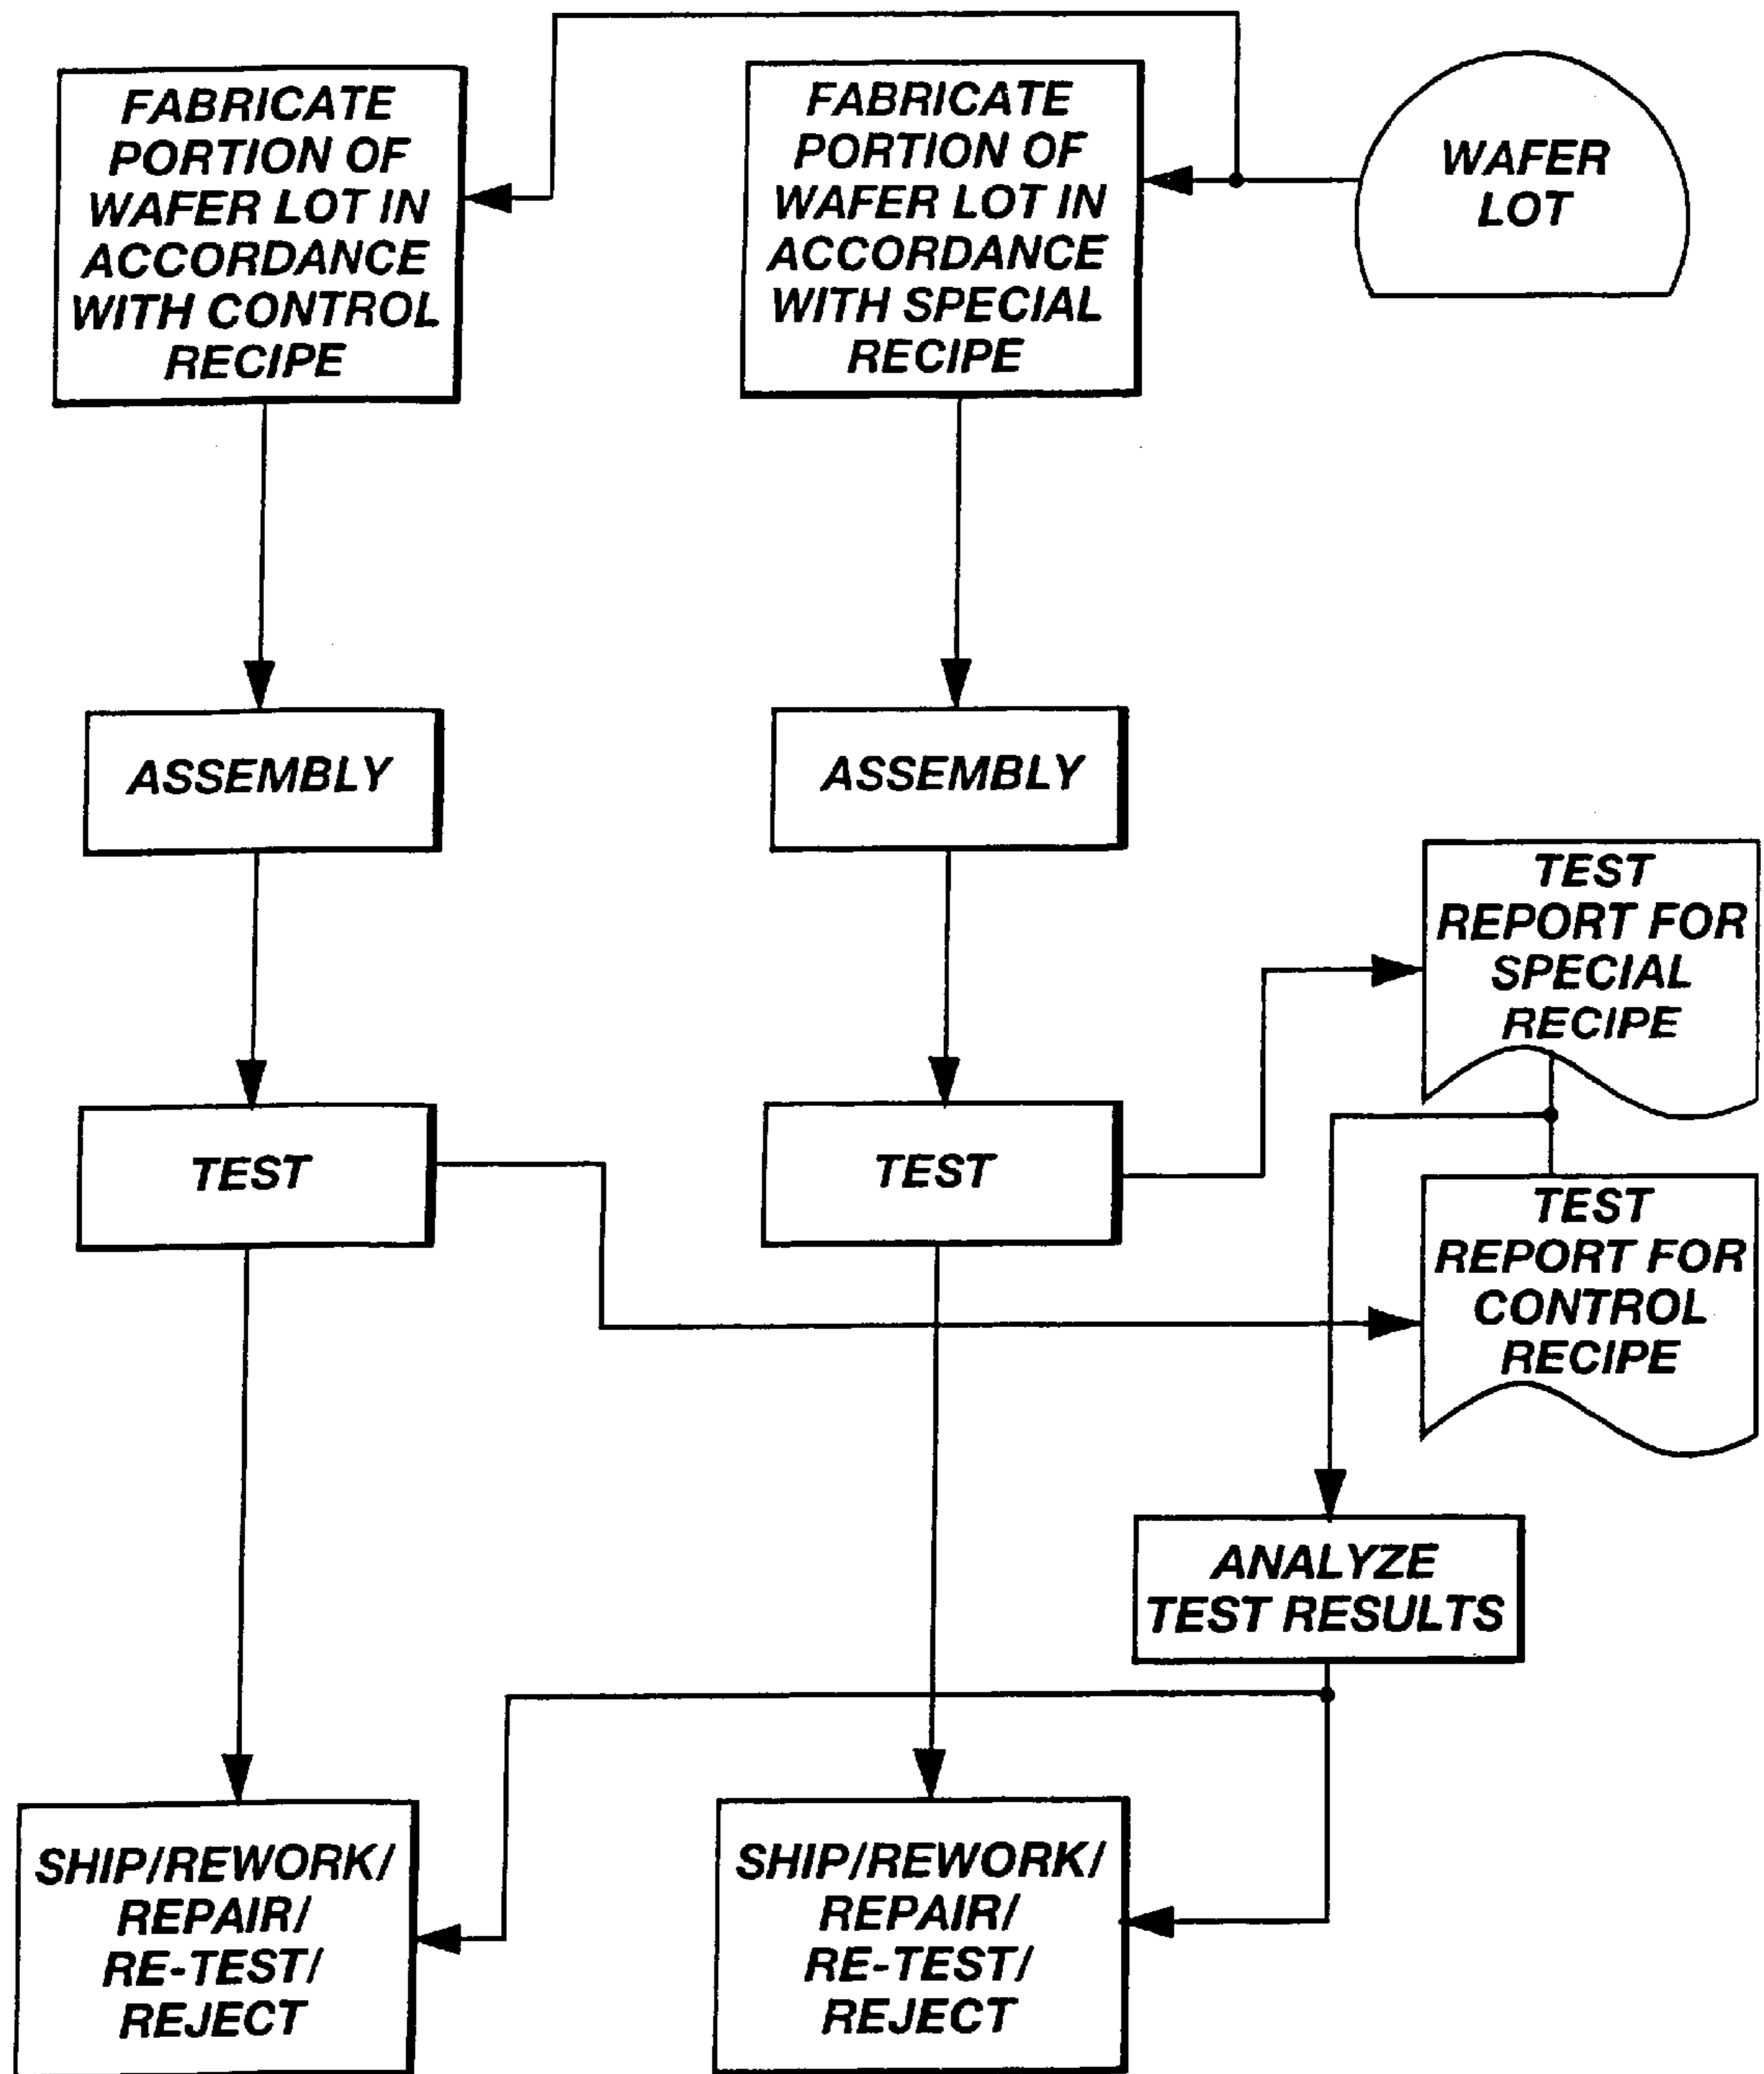 FABRICATE
PORTION OF
WAFER LOT IN
ACCORDANCE
WITH CONTROL
RECIPE
FABRICATE
PORTION OF
WAFER LOT IN
ACCORDANCE
WITH SPECIAL
RECIPE
WAFER
LOT
ASSEMBLY
ASSEMBLY
TEST
REPORT FOR
SPECIAL
RECIPE
TEST
TEST
TEST
REPORT FOR
CONTROL
RECIPE
ANALYZE
TEST RESULTS
SHIP/REWORK/
REPAIR/
RE-TEST/
REJECT
SHIP/REWORK/
REPAIR/
RE-TEST/
REJECT